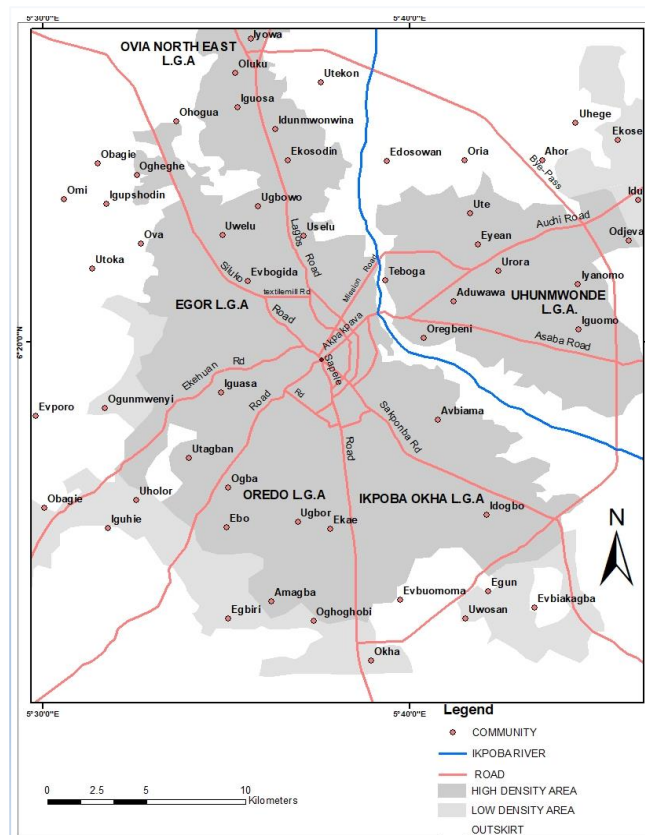 5°30'0"E
5°40'0"E
Iyowa
OVIA NORTH EAST
L.G.A
Oluku
Utekon
Iguosa
Ohogua
Idunmwonwina
Uhege
Ekose
Ekosodin
Edosowan
Oria
Ahor
Bye-Pass
Obagie
Ogheghe
Omi
Igupshodin
Ugbowo
Ute
Idu
Audhi Road
Uwelu
Uselu
Lagos
Road
Ova
Eyean
Odjeva
Utoka
Siluko
Road
Evbogida
textilemill Rd
Mission Road
Teboga
Urora
Iyanomo
EGOR L.G.A
Aduwawa
UHUNMWONDE
L.G.A.
Akpakpava
Oregbeni
Iguomo
Asaba Road
6°20'0"N
Ekehuan Rd
Sapele
Road
Iguasa
Road
Rd
Evporo
Ogunmwenyi
Avbiama
Sakponba Rd
Utagban
Ogba
Uholor
OREDO L.G.A
IKPOBA OKHA L.G.A
Obagie
Iguhie
Ebo
Ugbor
Ekae
Idogbo
N
Amagba
Evbuomoma
Egun
Egbiri
Oghoghobi
Uwosan
Evbiakagba
Okha
5°30'0"E
5°40'0"E
Legend
COMMUNITY
IKPOBA RIVER
ROAD
HIGH DENSITY AREA
LOW DENSITY AREA
OUTSKIRT
0 2.5 5 10
Kilometers